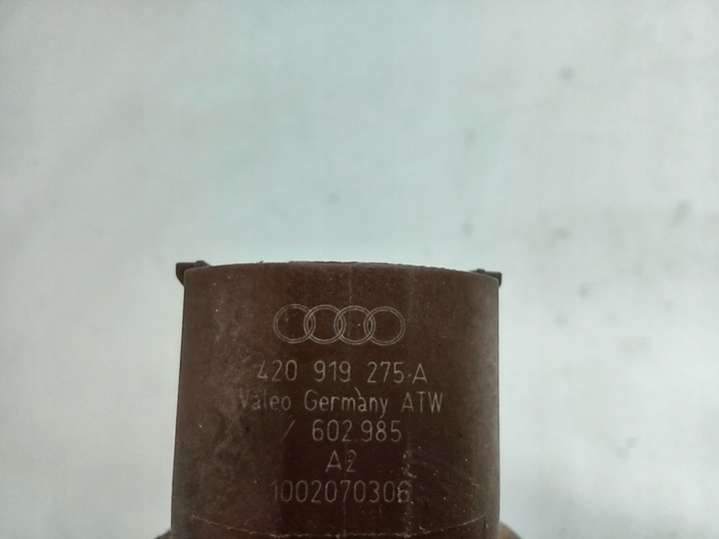 420 919 275 A
Valeo Germany ATW
/ 602.985
A2
1002070306